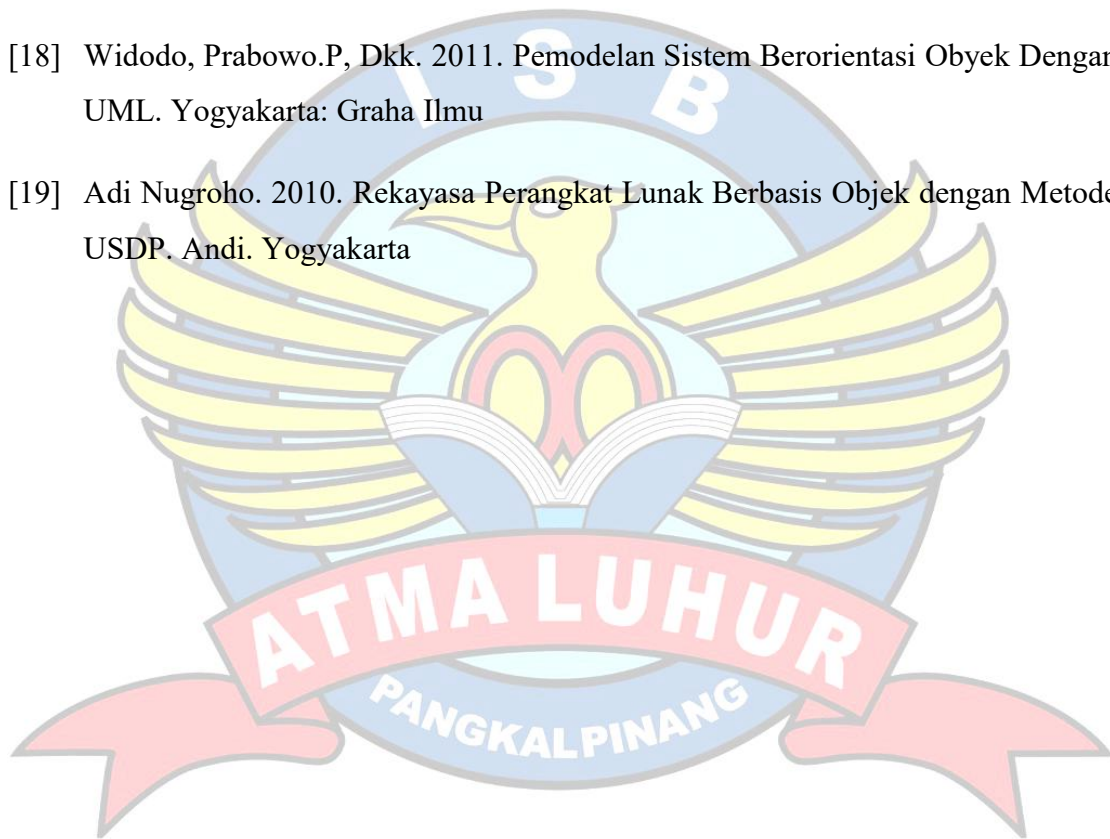 [18] Widodo, Prabowo.P, Dkk. 2011. Pemodelan Sistem Berorientasi Obyek Dengan
UML. Yogyakarta: Graha Ilmu
[19] Adi Nugroho. 2010. Rekayasa Perangkat Lunak Berbasis Objek dengan Metode
USDP. Andi. Yogyakarta
I S B
ATMA LUHUR
PANGKALPINANG